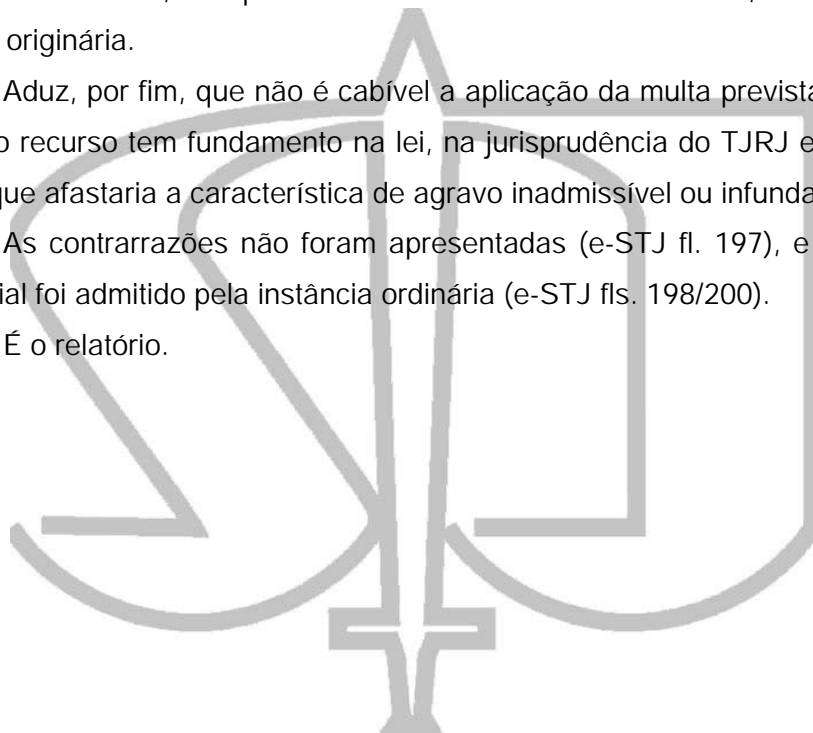 originária.
Aduz, por fim, que não é cabível a aplicação da multa prevista
o recurso tem fundamento na lei, na jurisprudência do TJRJ e
que afastaria a característica de agravo inadmissível ou infunda
As contrarrazões não foram apresentadas (e-STJ fl. 197), e
ial foi admitido pela instância ordinária (e-STJ fls. 198/200).
É o relatório.